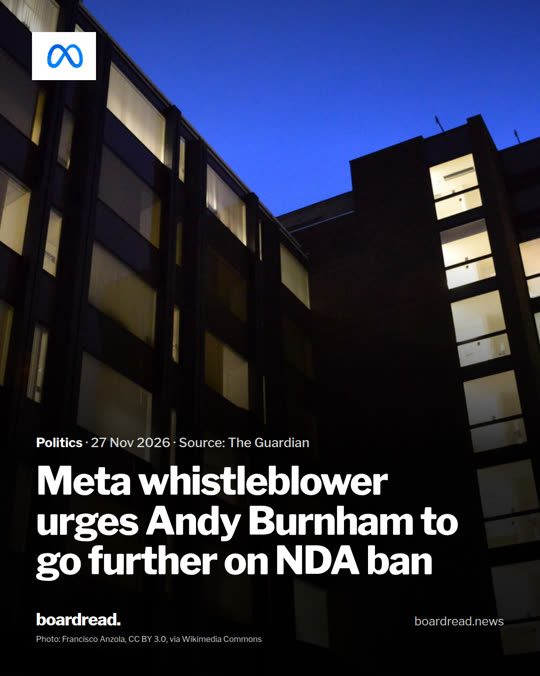 Politics · 27 Nov 2026 · Source: The Guardian
Meta whistleblower
urges Andy Burnham to
go further on NDA ban
boardread.
boardread.news
Photo: Francisco Anzola, CC BY 3.0, via Wikimedia Commons